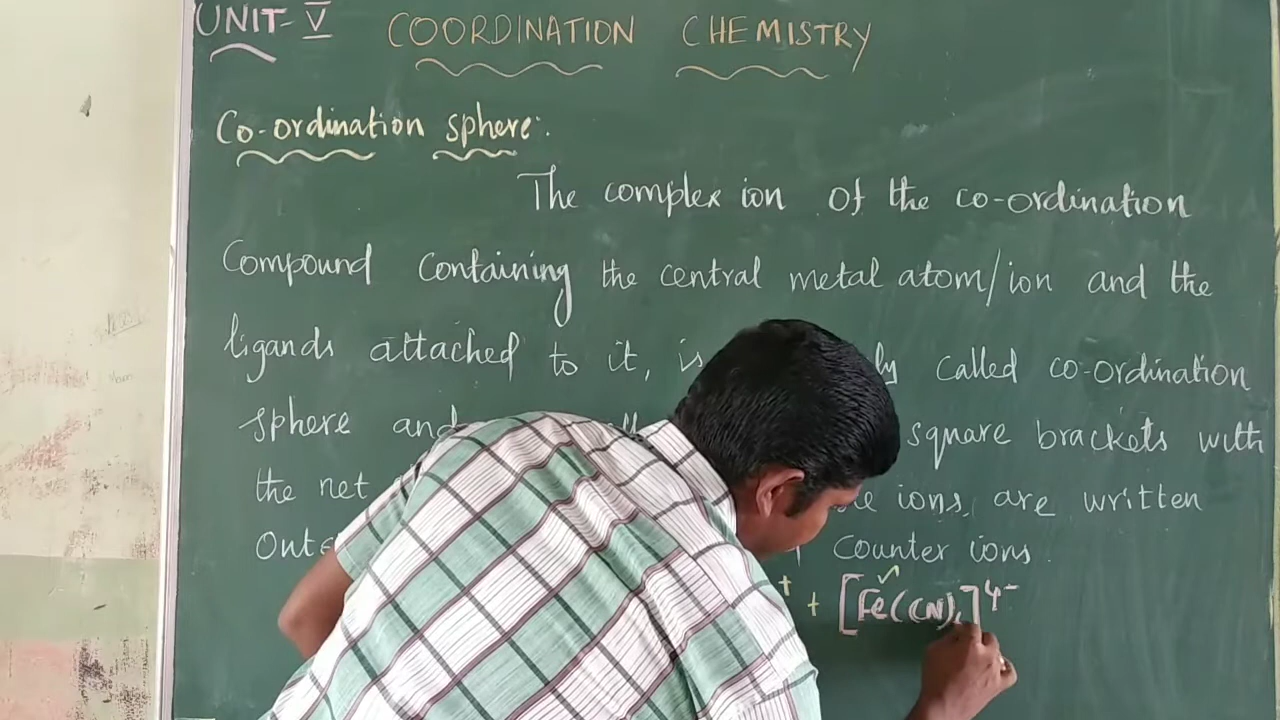 UNIT- V COORDINATION CHEMISTRY
Co-ordination sphere:
The complex ion of the co-ordination
Compound containing the central metal atom/ion and the
ligands attached to it, is called co-ordination
sphere and square brackets with
the net ions, are written
counter ions.
+ + [Fe(CN)6]4-